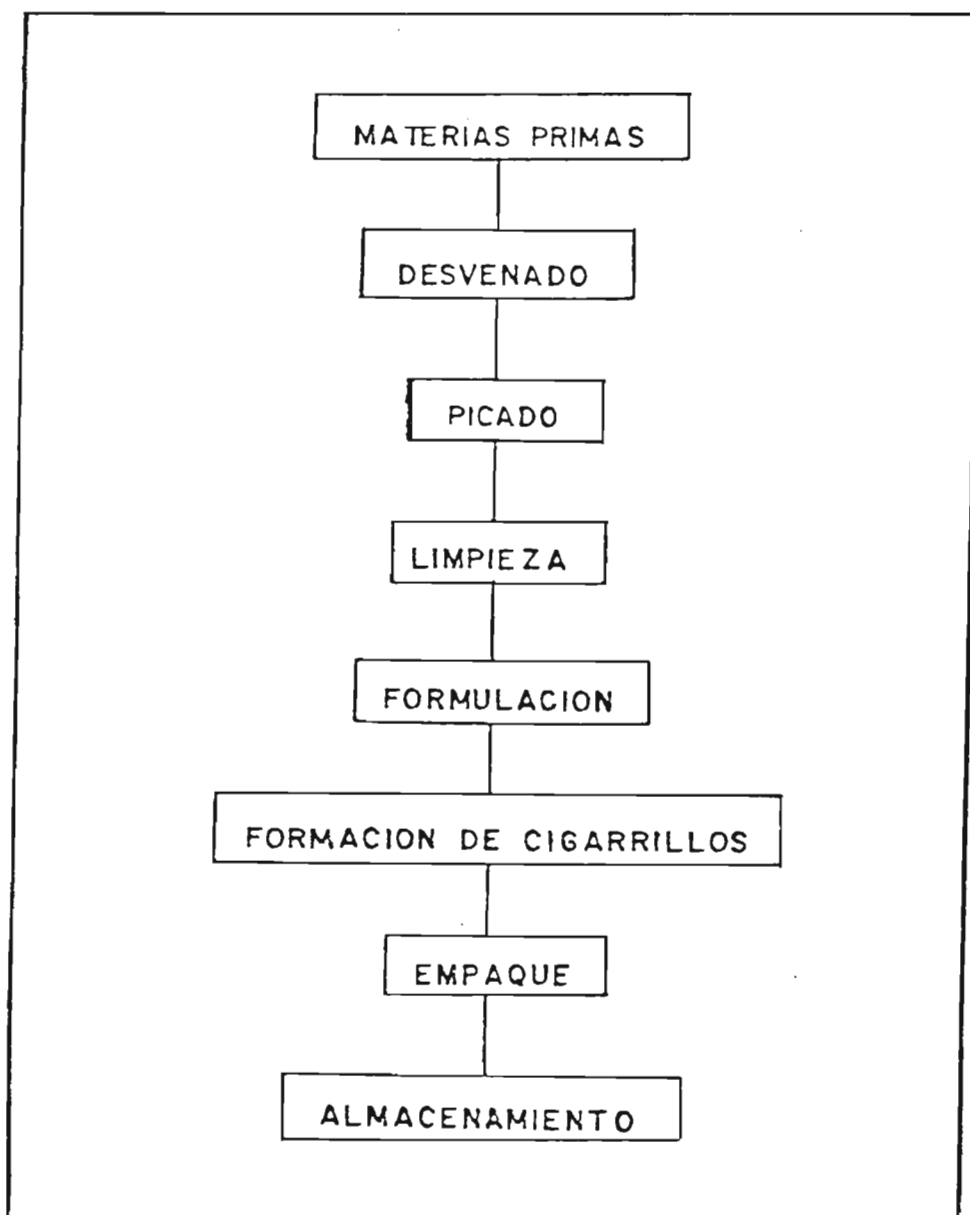 MATERIAS PRIMAS
DESVENADO
PICADO
LIMPIEZA
FORMULACION
FORMACION DE CIGARRILLOS
EMPAQUE
ALMACENAMIENTO